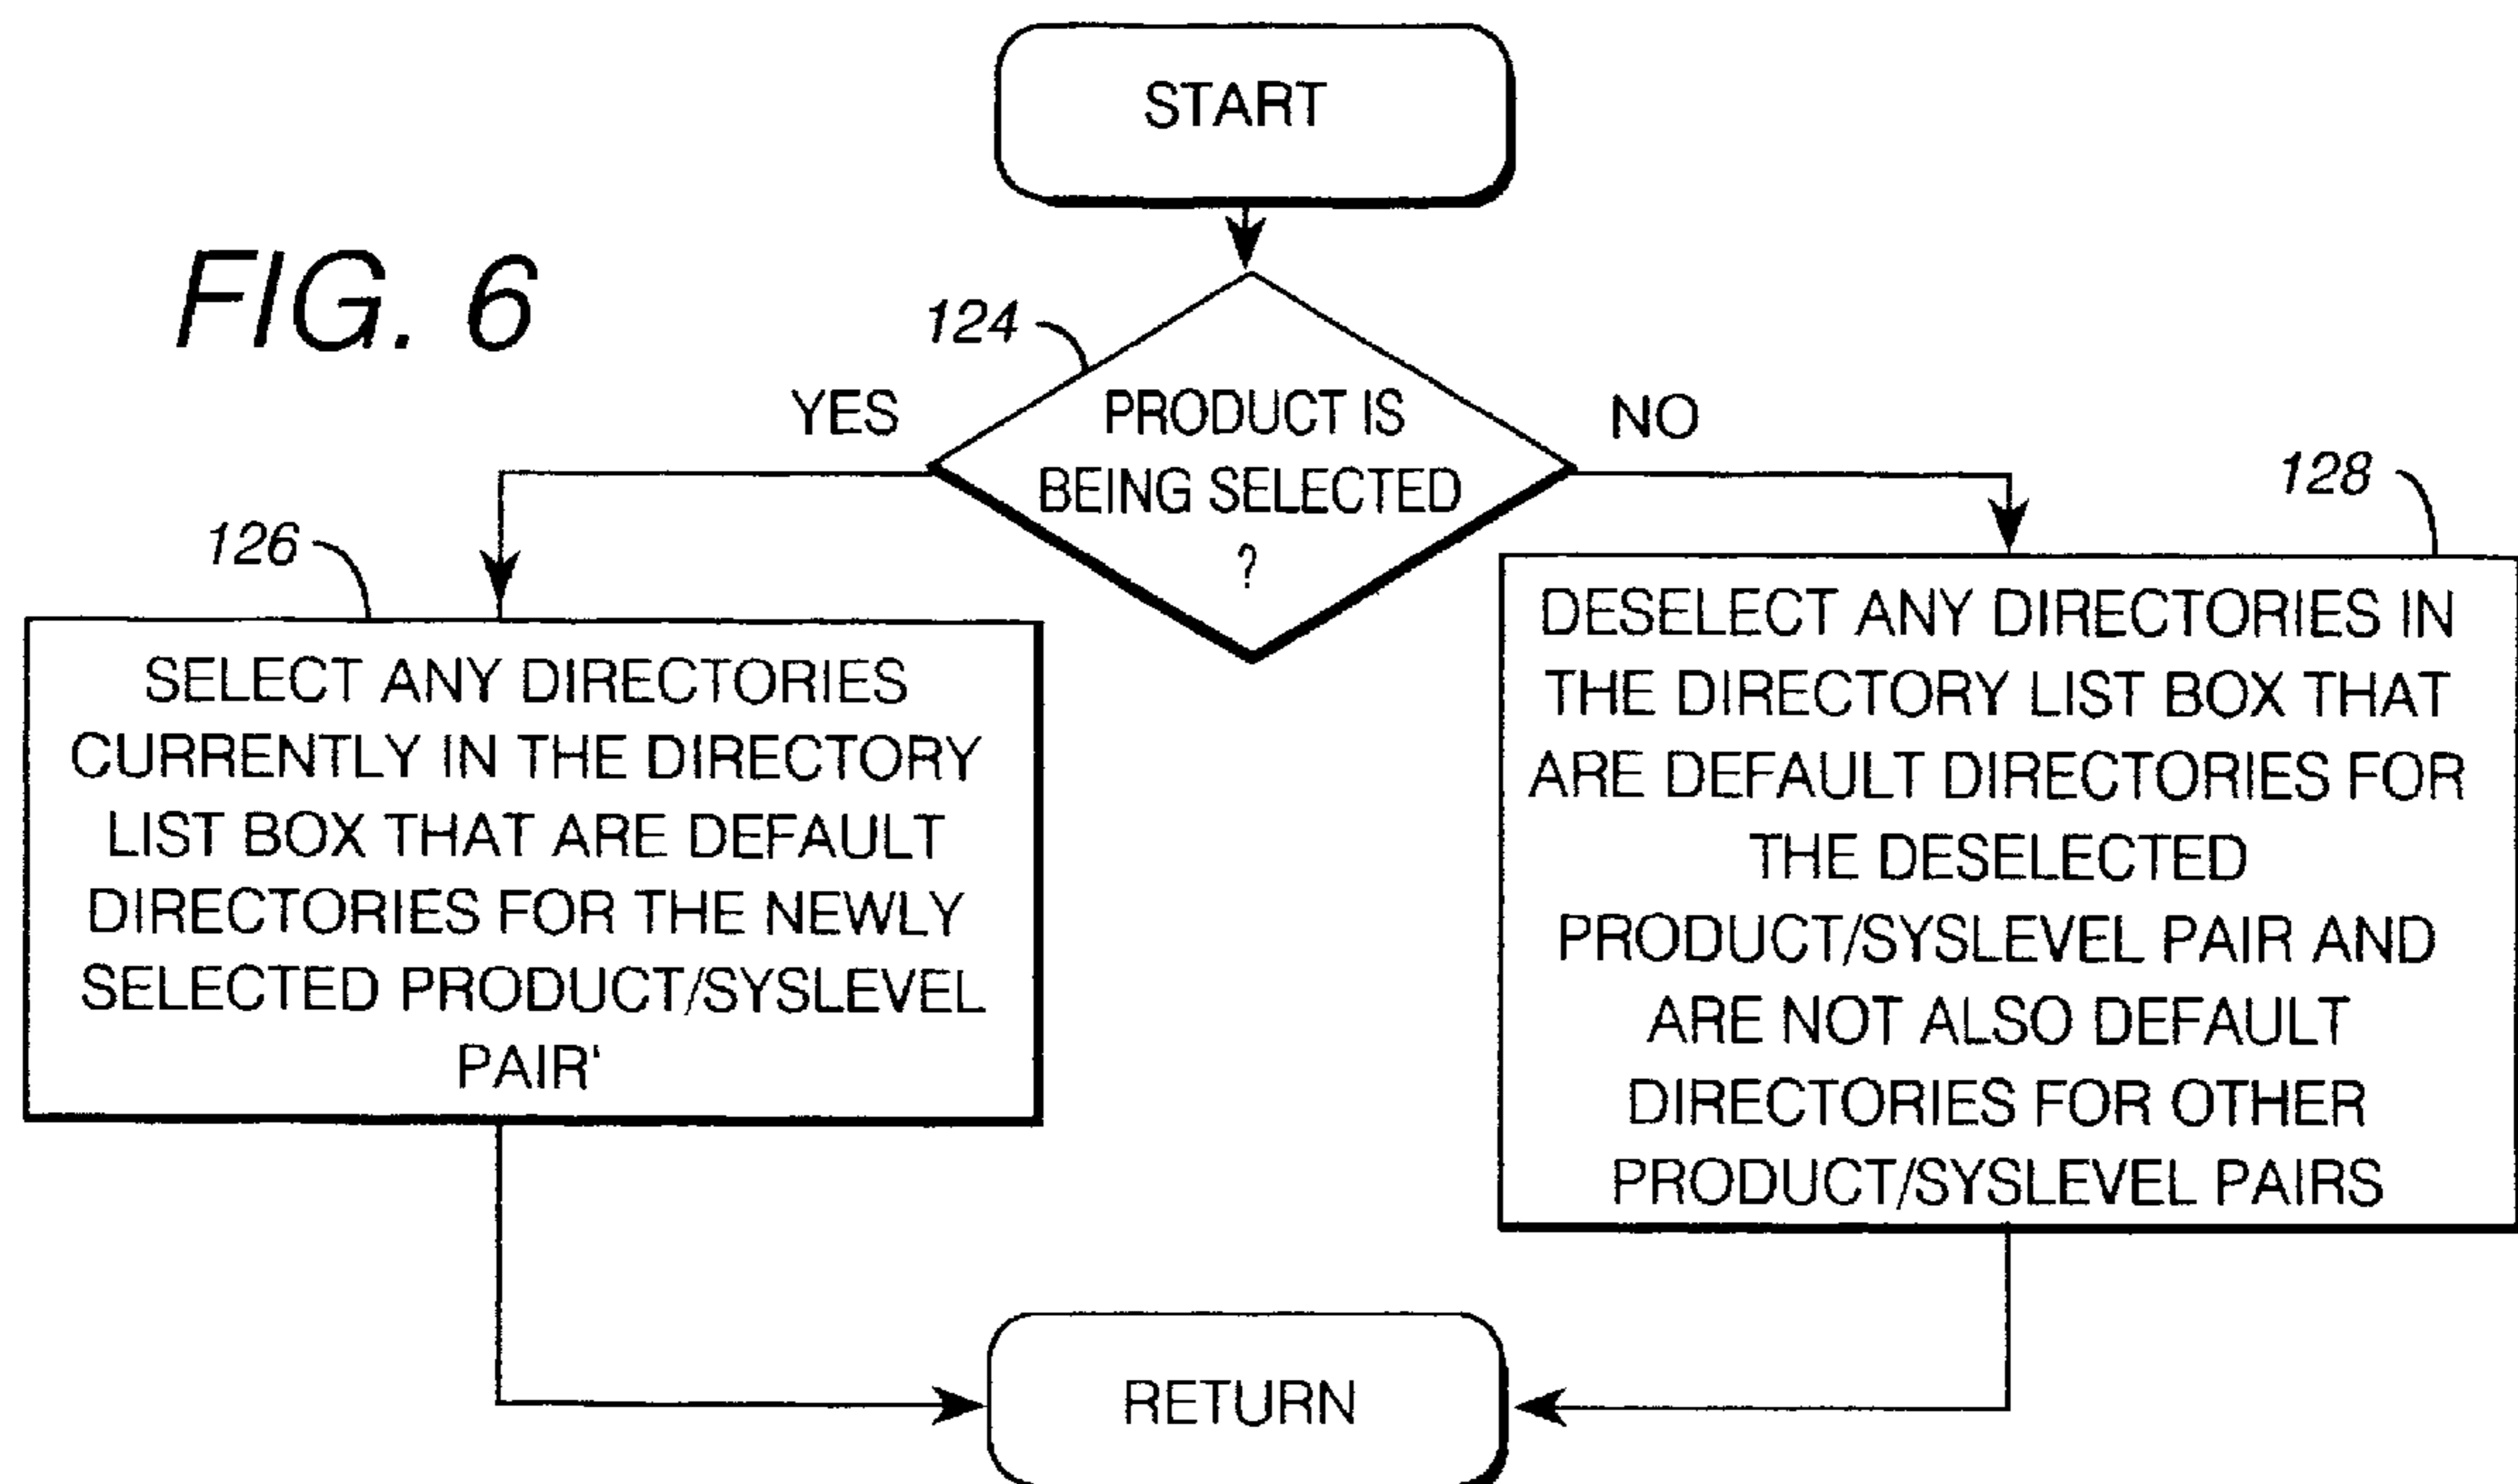 START
FIG. 6
124
YES
PRODUCT IS
BEING SELECTED
?
NO
126
SELECT ANY DIRECTORIES
CURRENTLY IN THE DIRECTORY
LIST BOX THAT ARE DEFAULT
DIRECTORIES FOR THE NEWLY
SELECTED PRODUCT/SYSLEVEL
PAIR'
128
DESELECT ANY DIRECTORIES IN
THE DIRECTORY LIST BOX THAT
ARE DEFAULT DIRECTORIES FOR
THE DESELECTED
PRODUCT/SYSLEVEL PAIR AND
ARE NOT ALSO DEFAULT
DIRECTORIES FOR OTHER
PRODUCT/SYSLEVEL PAIRS
RETURN